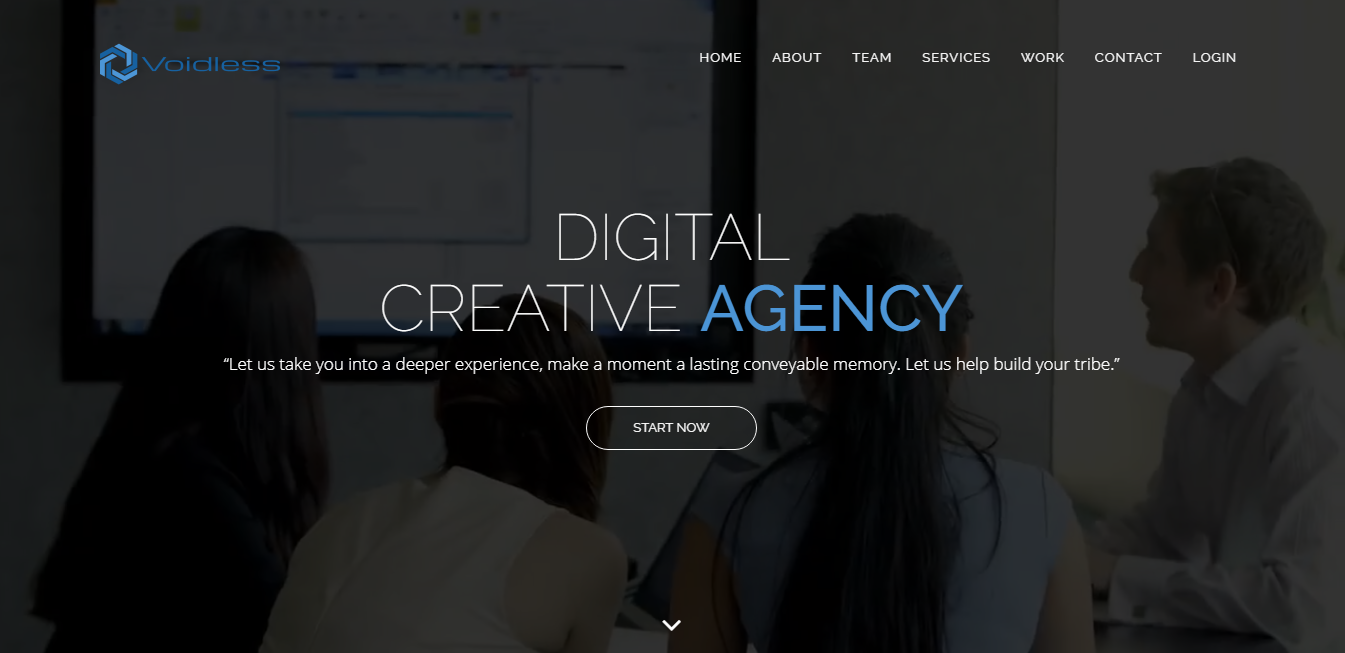 Voidless
HOME ABOUT TEAM SERVICES WORK CONTACT LOGIN
DIGITAL
CREATIVE AGENCY
“Let us take you into a deeper experience, make a moment a lasting conveyable memory. Let us help build your tribe.”
START NOW